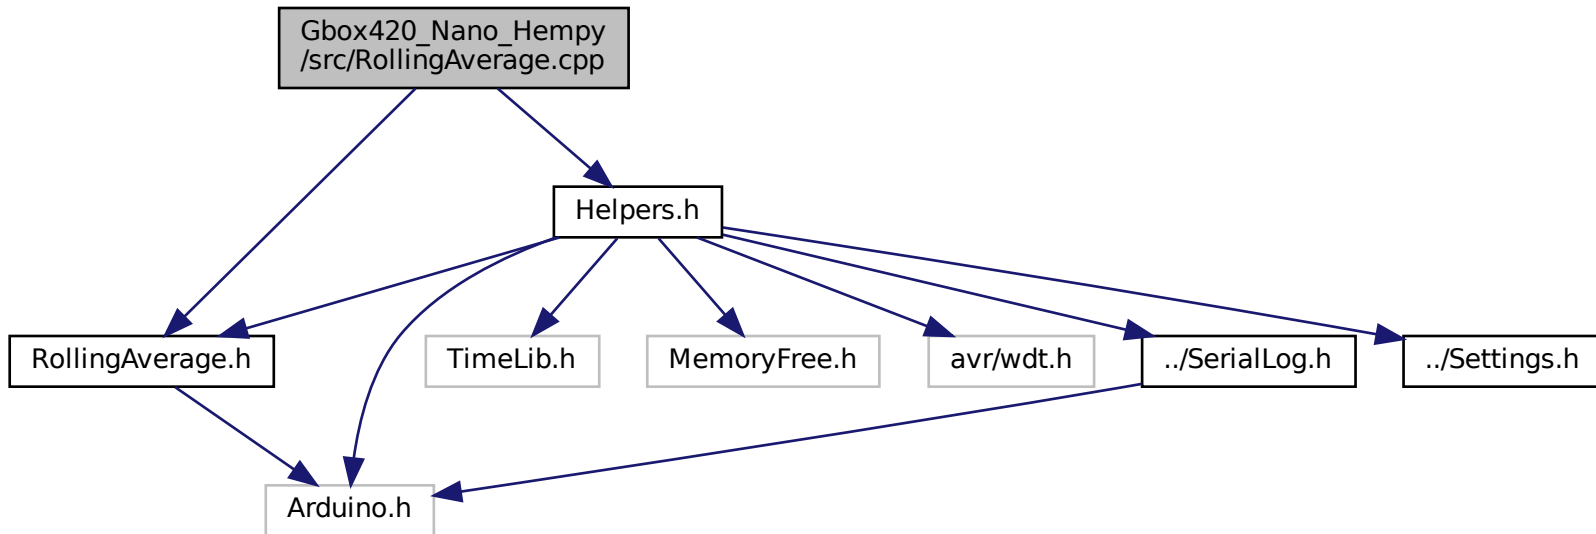 Gbox420_Nano_Hempy
/src/RollingAverage.cpp
Helpers.h
RollingAverage.h
TimeLib.h
MemoryFree.h
avr/wdt.h
../SerialLog.h
../Settings.h
Arduino.h